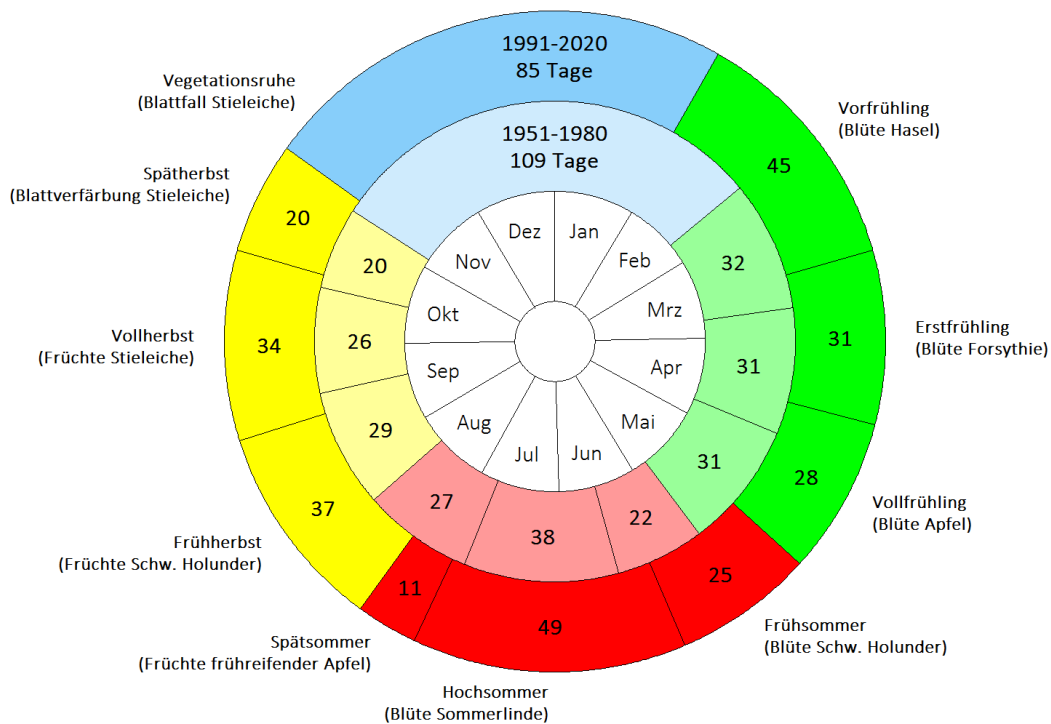 1991-2020
85 Tage
1951-1980
109 Tage
Vegetationsruhe
(Blattfall Stieleiche)
Vorfrühling
(Blüte Hasel)
45
Spätherbst
(Blattverfärbung Stieleiche)
20
20
32
Dez
Jan
Nov
Feb
Okt
Mrz
Vollherbst
(Früchte Stieleiche)
34
26
31
31
Erstfrühling
(Blüte Forsythie)
Sep
Apr
Aug
Mai
Jul
Jun
29
31
28
Vollfrühling
(Blüte Apfel)
37
27
38
22
Frühherbst
(Früchte Schw. Holunder)
11
49
25
Frühsommer
(Blüte Schw. Holunder)
Spätsommer
(Früchte frühreifender Apfel)
Hochsommer
(Blüte Sommerlinde)